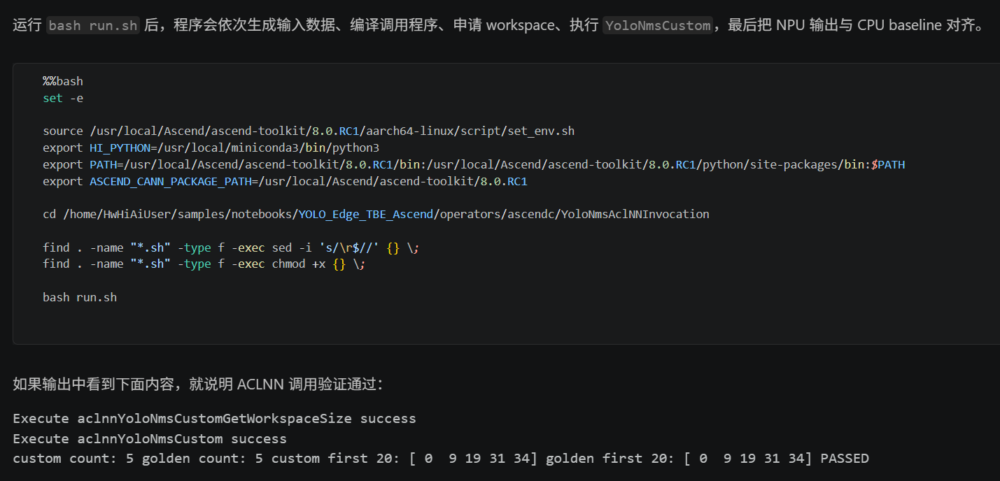 运行 bash run.sh 后，程序会依次生成输入数据、编译调用程序、申请 workspace、执行 YoloNmsCustom，最后把 NPU 输出与 CPU baseline 对齐。
%%bash
set -e
source /usr/local/Ascend/ascend-toolkit/8.0.RC1/aarch64-linux/script/set_env.sh
export HI_PYTHON=/usr/local/miniconda3/bin/python3
export PATH=/usr/local/Ascend/ascend-toolkit/8.0.RC1/bin:/usr/local/Ascend/ascend-toolkit/8.0.RC1/python/site-packages/bin:$PATH
export ASCEND_CANN_PACKAGE_PATH=/usr/local/Ascend/ascend-toolkit/8.0.RC1
cd /home/HwHiAiUser/samples/notebooks/YOLO_Edge_TBE_Ascend/operators/ascendc/YoloNmsAclNNInvocation
find . -name "*.sh" -type f -exec sed -i 's/\r$//' {} \;
find . -name "*.sh" -type f -exec chmod +x {} \;
bash run.sh
如果输出中看到下面内容，就说明 ACLNN 调用验证通过：
Execute aclnnYoloNmsCustomGetWorkspaceSize success
Execute aclnnYoloNmsCustom success
custom count: 5 golden count: 5 custom first 20: [ 0  9 19 31 34] golden first 20: [ 0  9 19 31 34] PASSED